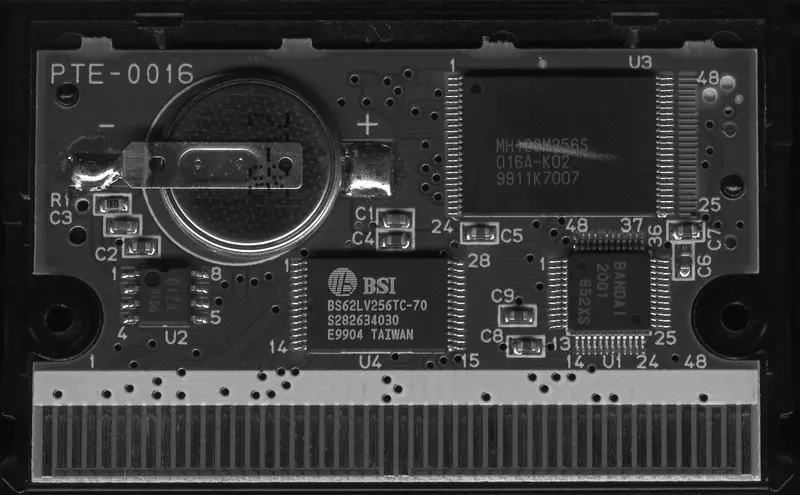 PTE-0016
1
U3
48
-
+
016A-K02
9911K7007
R1
C3
C2
C1
C4
24
C5
48
37
36
25
C7
C6
1
8
1
28
1
BSI
BS62LV256TC-70
S282634030
E9904 TAIWAN
BANDAI
2001
C9
C8
4
5
U2
14
15
U4
13
14
U1
24
25
1
48